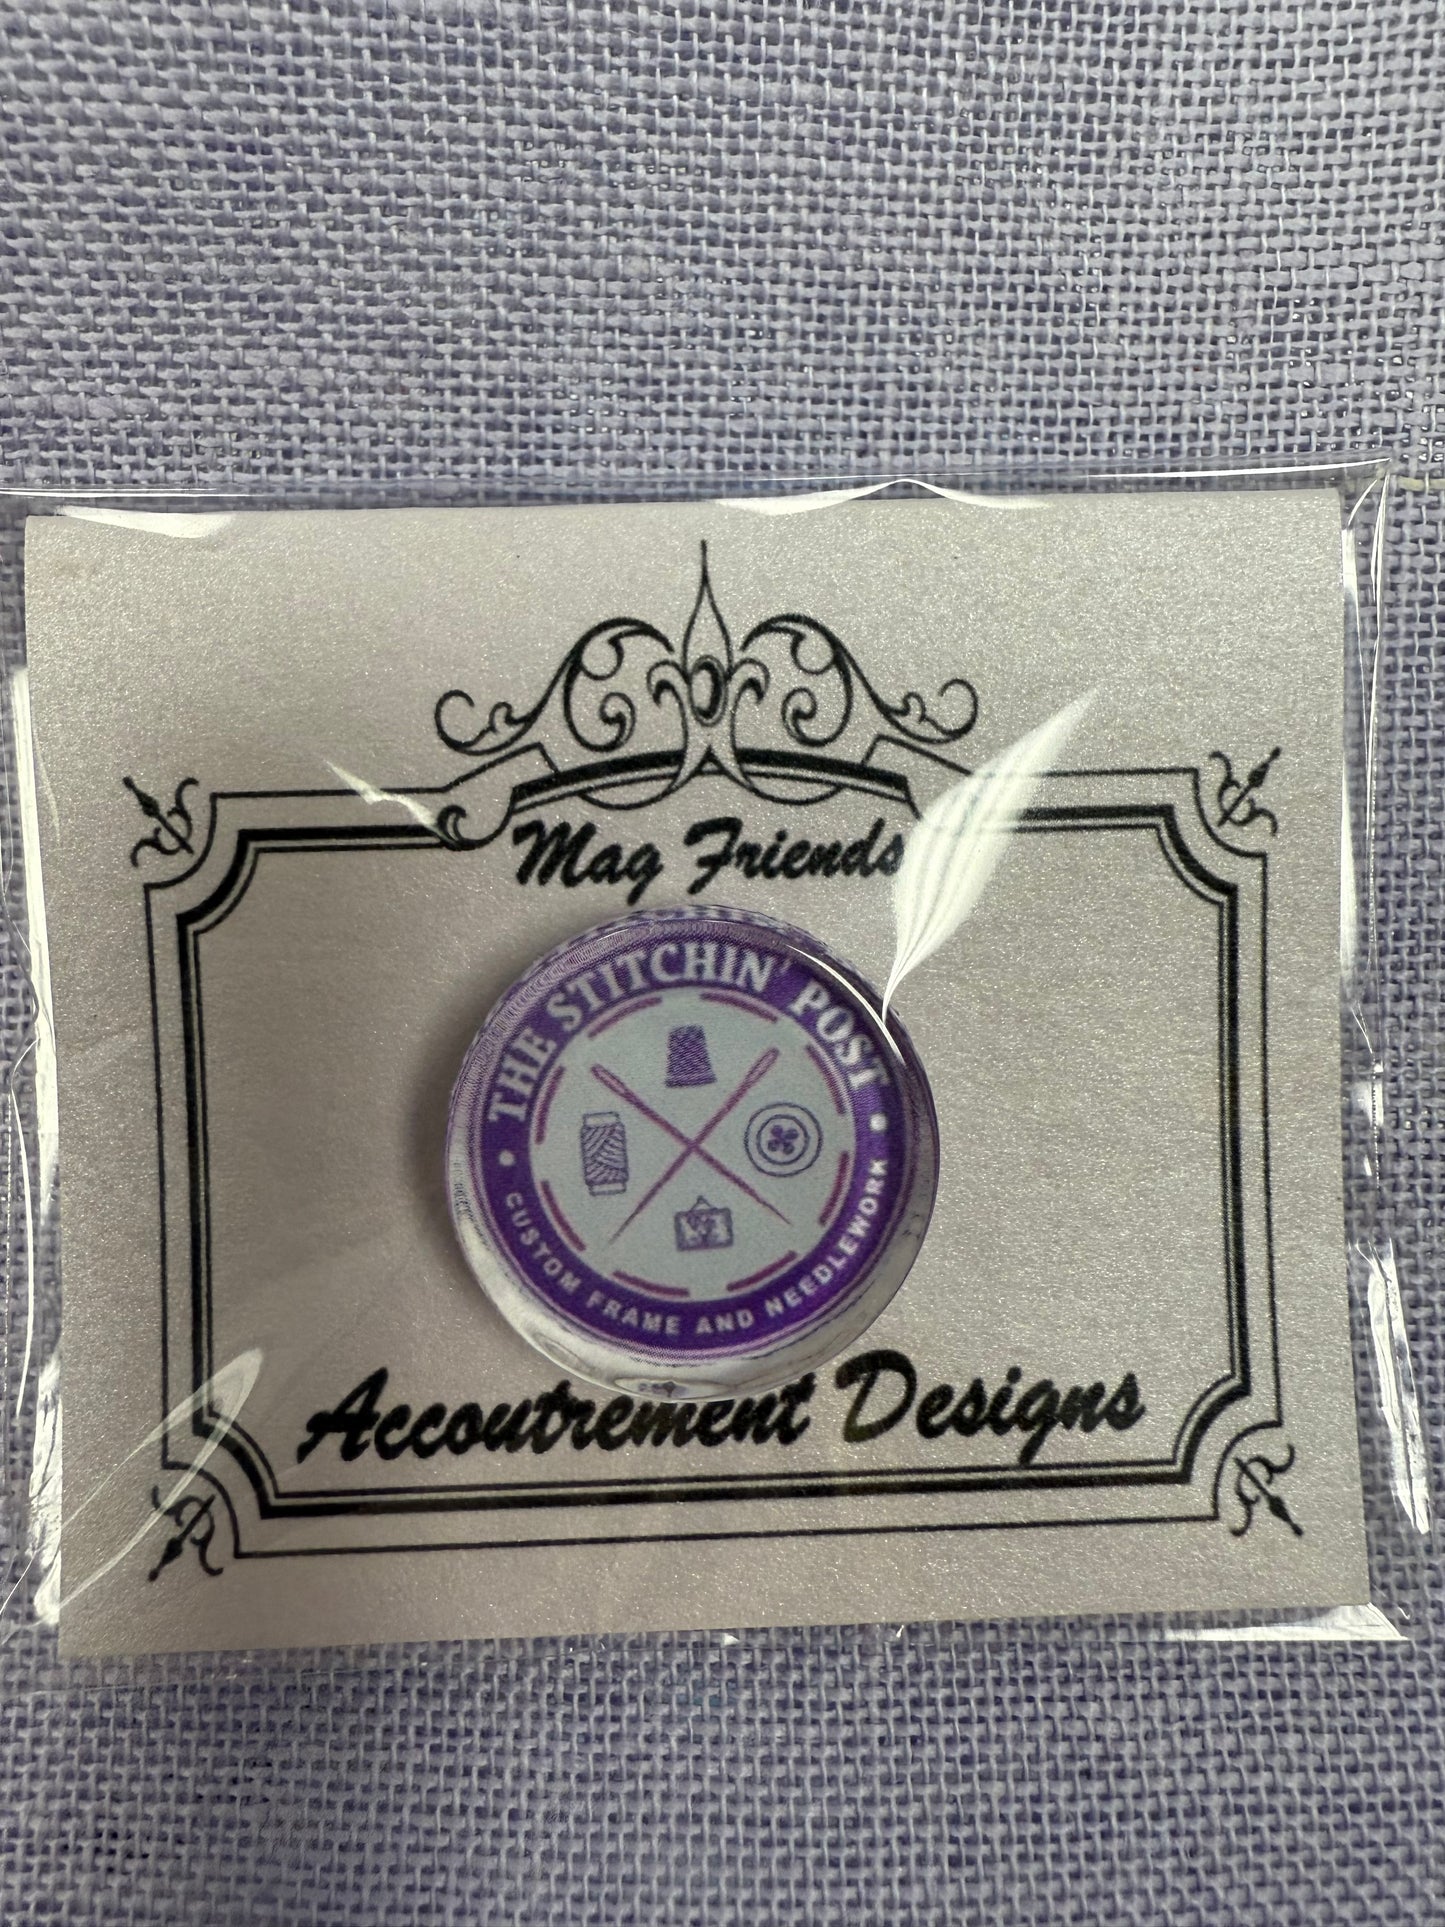 Mag Friends
THE STITCHIN' POST
CUSTOM FRAME AND NEEDLEWORK
Accoutrement Designs